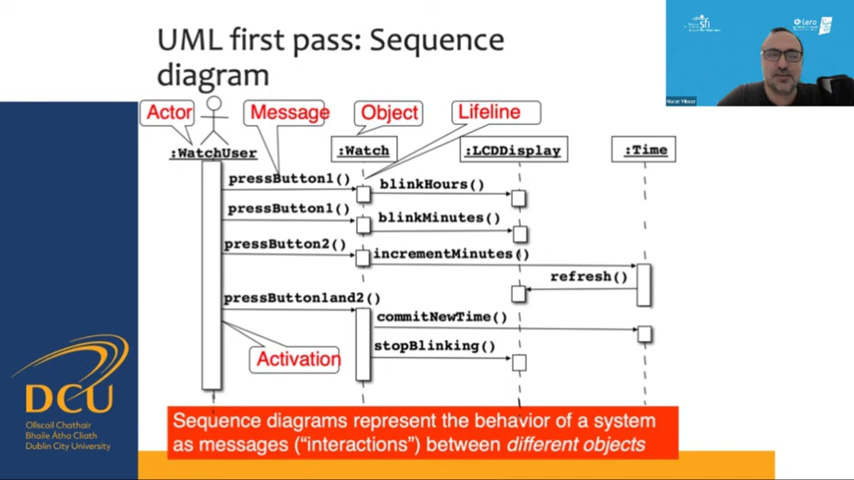 UML first pass: Sequence
diagram
sfi
lero
Actor
Message
Object
Lifeline
:WatchUser
:Watch
:LCDDisplay
:Time
pressButton1()
blinkHours()
pressButton1()
blinkMinutes()
pressButton2()
incrementMinutes()
refresh()
pressButton1and2()
commitNewTime()
stopBlinking()
Activation
DCU
Ollscoil Chathair
Bhaile Átha Cliath
Dublin City University
Sequence diagrams represent the behavior of a system
as messages (“interactions”) between different objects